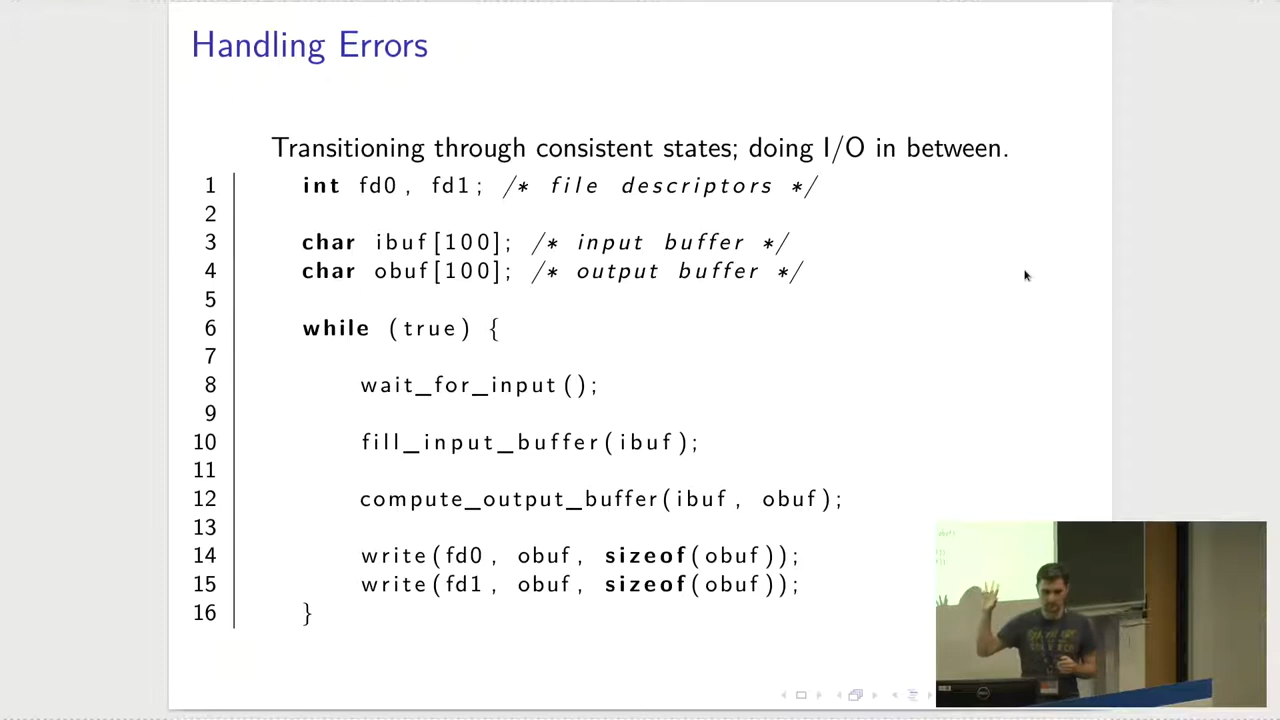 Handling Errors
Transitioning through consistent states; doing I/O in between.
1 int fd0, fd1; /* file descriptors */
2
3 char ibuf[100]; /* input buffer */
4 char obuf[100]; /* output buffer */
5
6 while (true) {
7
8 wait_for_input();
9
10 fill_input_buffer(ibuf);
11
12 compute_output_buffer(ibuf, obuf);
13
14 write(fd0, obuf, sizeof(obuf));
15 write(fd1, obuf, sizeof(obuf));
16 }